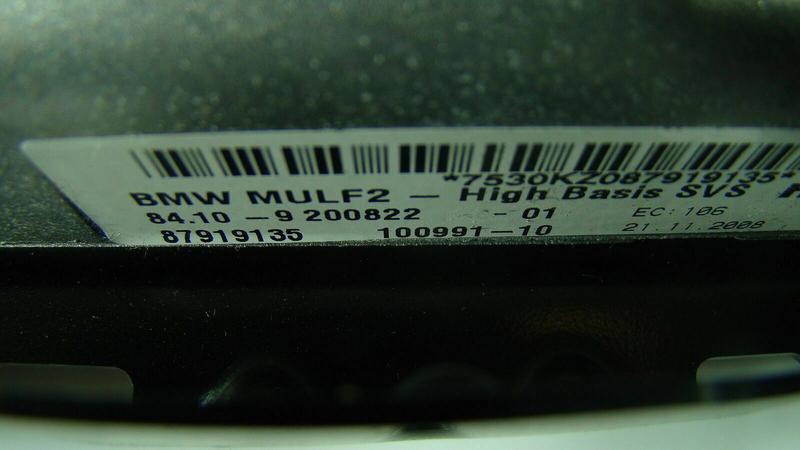 *7530KZ087919135*
BMW MULF2 - High Basis SVS
84.10 - 9 200822 - 01 EC: 106
87919135 100991-10 21.11.2008